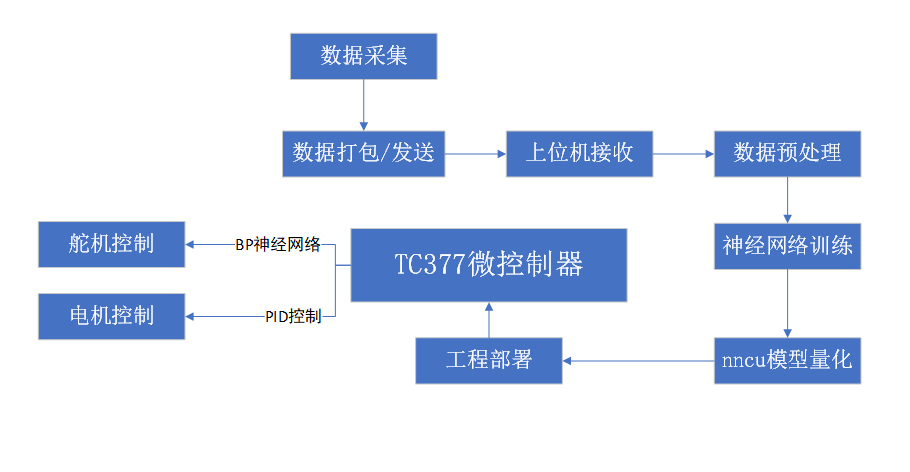 数据采集
数据打包/发送
上位机接收
数据预处理
舵机控制
BP神经网络
TC377微控制器
神经网络训练
电机控制
PID控制
工程部署
nncu模型量化